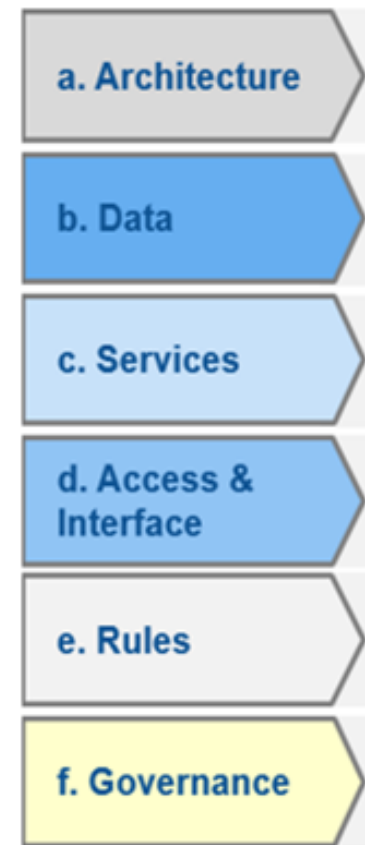 a. Architecture
b. Data
c. Services
d. Access &
Interface
e. Rules
f. Governance